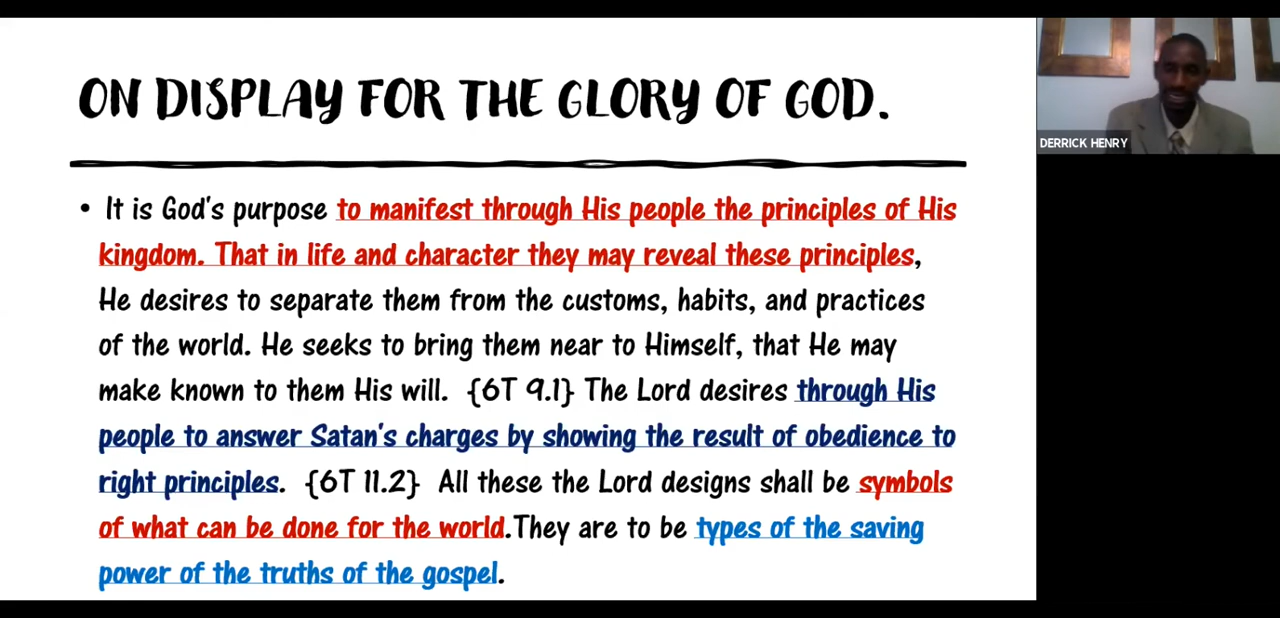 ON DISPLAY FOR THE GLORY OF GOD.
DERRICK HENRY
• It is God's purpose to manifest through His people the principles of His
kingdom. That in life and character they may reveal these principles,
He desires to separate them from the customs, habits, and practices
of the world. He seeks to bring them near to Himself, that He may
make known to them His will. {6T 9.1} The Lord desires through His
people to answer Satan's charges by showing the result of obedience to
right principles. {6T 11.2} All these the Lord designs shall be symbols
of what can be done for the world.They are to be types of the saving
power of the truths of the gospel.